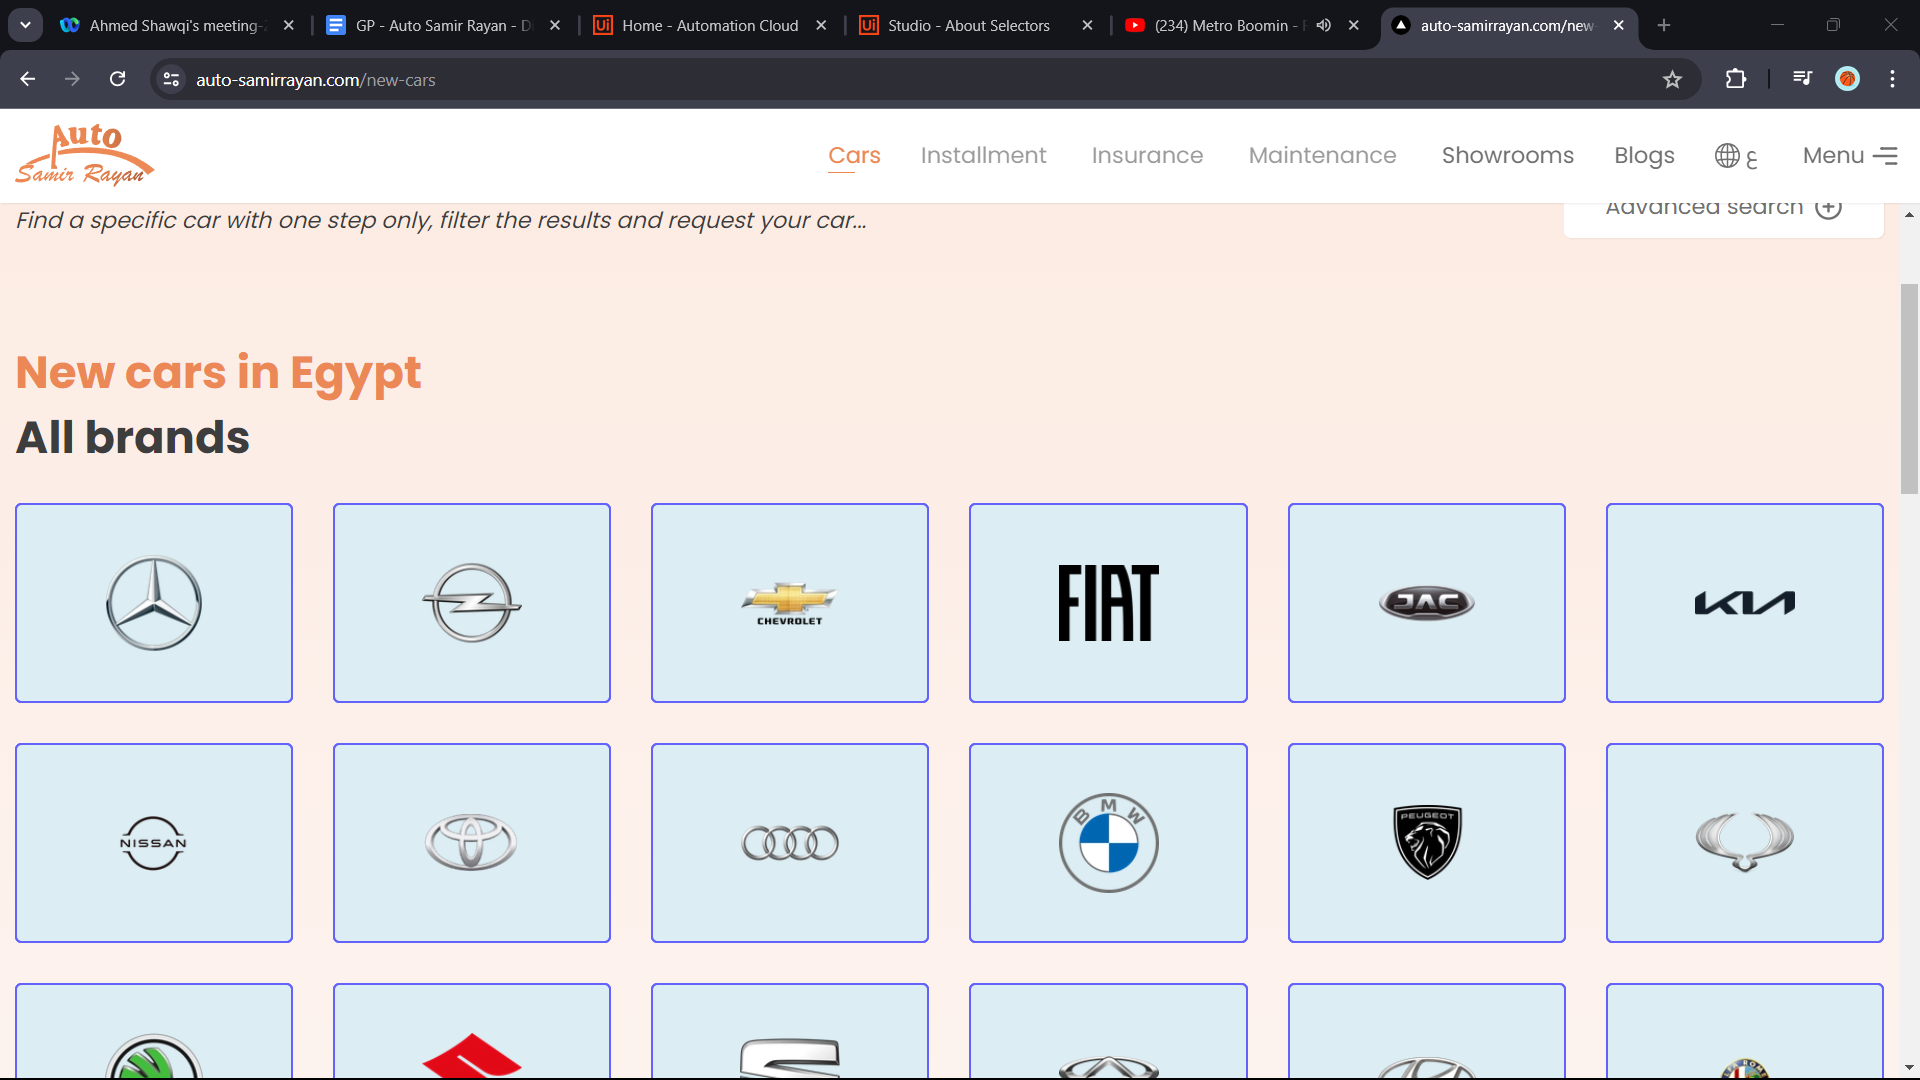 Ahmed Shawqi's meeting-
GP - Auto Samir Rayan - D
Home - Automation Cloud
Studio - About Selectors
(234) Metro Boomin -
auto-samirrayan.com/new-
auto-samirrayan.com/new-cars
Auto
Samir Rayan
Cars
Installment
Insurance
Maintenance
Showrooms
Blogs
ع
Menu
Find a specific car with one step only, filter the results and request your car...
Advanced search
New cars in Egypt
All brands
CHEVROLET
FIAT
JAC
KIA
NISSAN
BMW
PEUGEOT